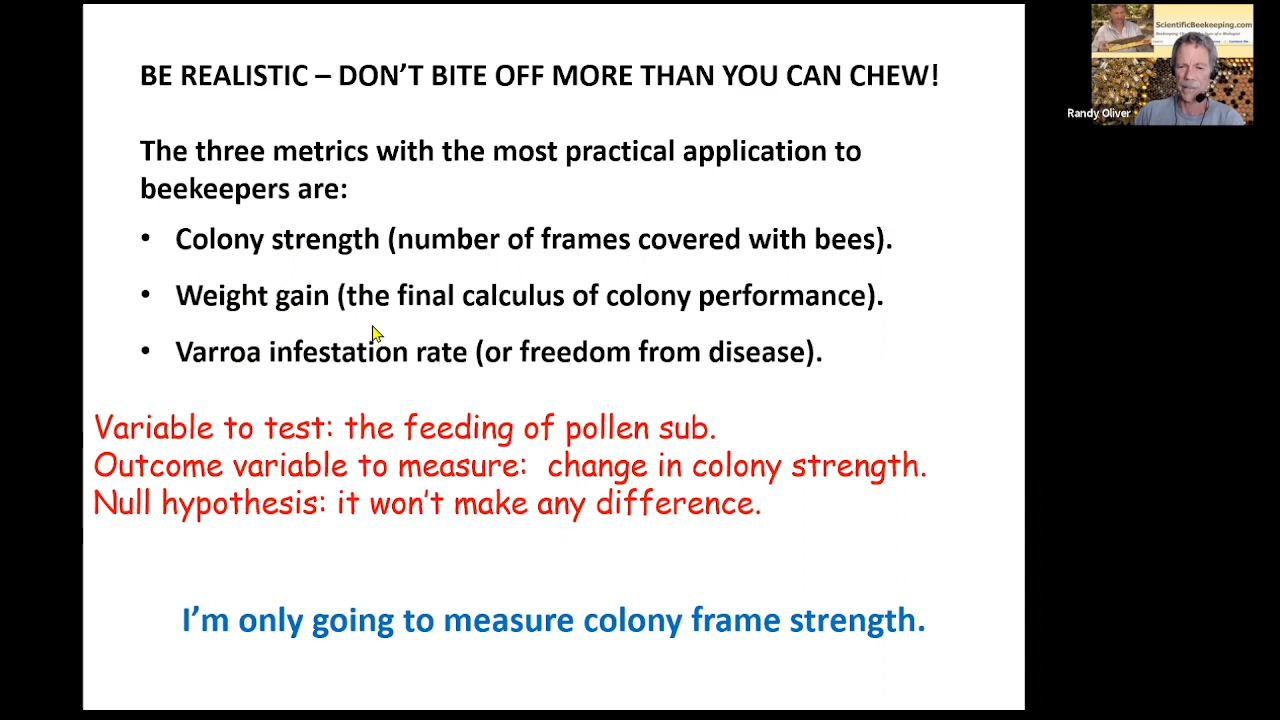 BE REALISTIC – DON'T BITE OFF MORE THAN YOU CAN CHEW!
The three metrics with the most practical application to
beekeepers are:
• Colony strength (number of frames covered with bees).
• Weight gain (the final calculus of colony performance).
• Varroa infestation rate (or freedom from disease).
Variable to test: the feeding of pollen sub.
Outcome variable to measure:  change in colony strength.
Null hypothesis: it won't make any difference.
I'm only going to measure colony frame strength.
ScientificBeekeeping.com
Randy Oliver